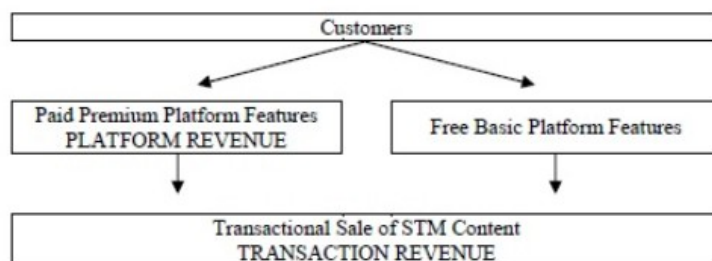 Customers
Paid Premium Platform Features
PLATFORM REVENUE
Free Basic Platform Features
Transactional Sale of STM Content
TRANSACTION REVENUE